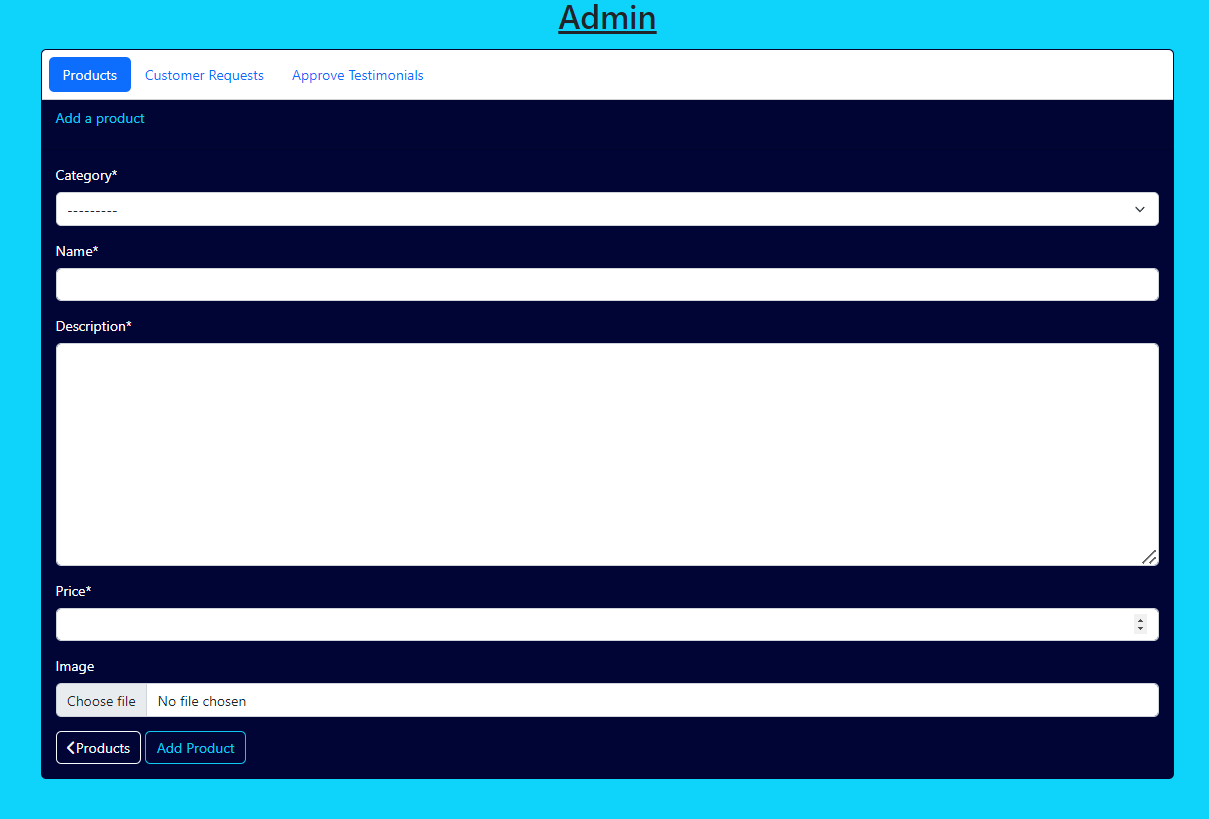 Admin
Products Customer Requests Approve Testimonials
Add a product
Category*
---------
Name*
Description*
Price*
Image
Choose file No file chosen
Products Add Product